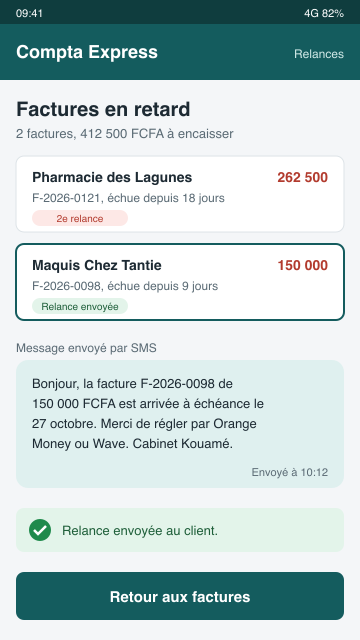 09:41
4G 82%
Compta Express
Relances
Factures en retard
2 factures, 412 500 FCFA à encaisser
Pharmacie des Lagunes
262 500
F-2026-0121, échue depuis 18 jours
2e relance
Maquis Chez Tantie
150 000
F-2026-0098, échue depuis 9 jours
Relance envoyée
Message envoyé par SMS
Bonjour, la facture F-2026-0098 de
150 000 FCFA est arrivée à échéance le
27 octobre. Merci de régler par Orange
Money ou Wave. Cabinet Kouamé.
Envoyé à 10:12
Relance envoyée au client.
Retour aux factures